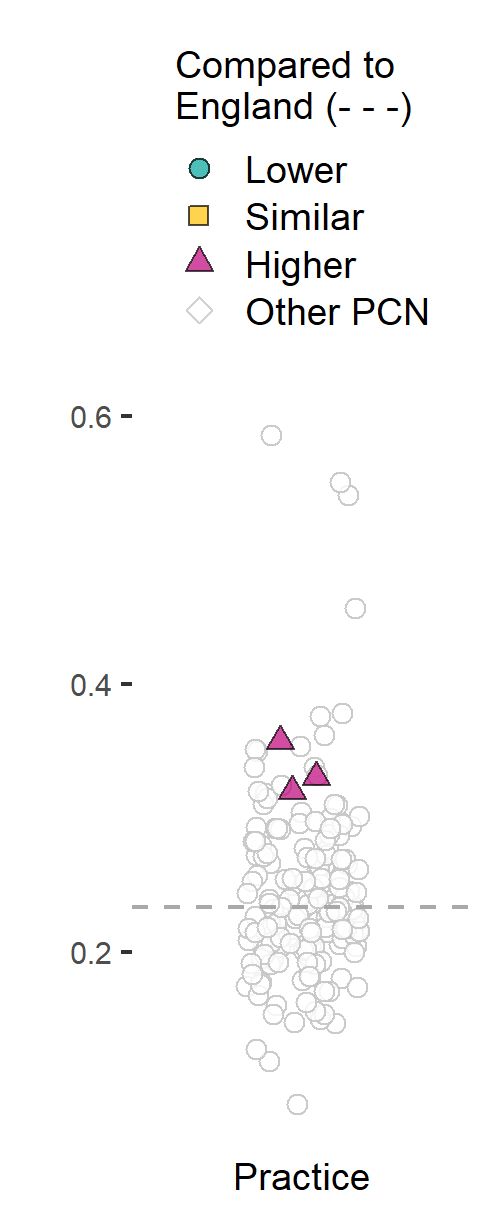 Compared to
England (- - -)
Lower
Similar
Higher
Other PCN
0.6
0.4
0.2
Practice